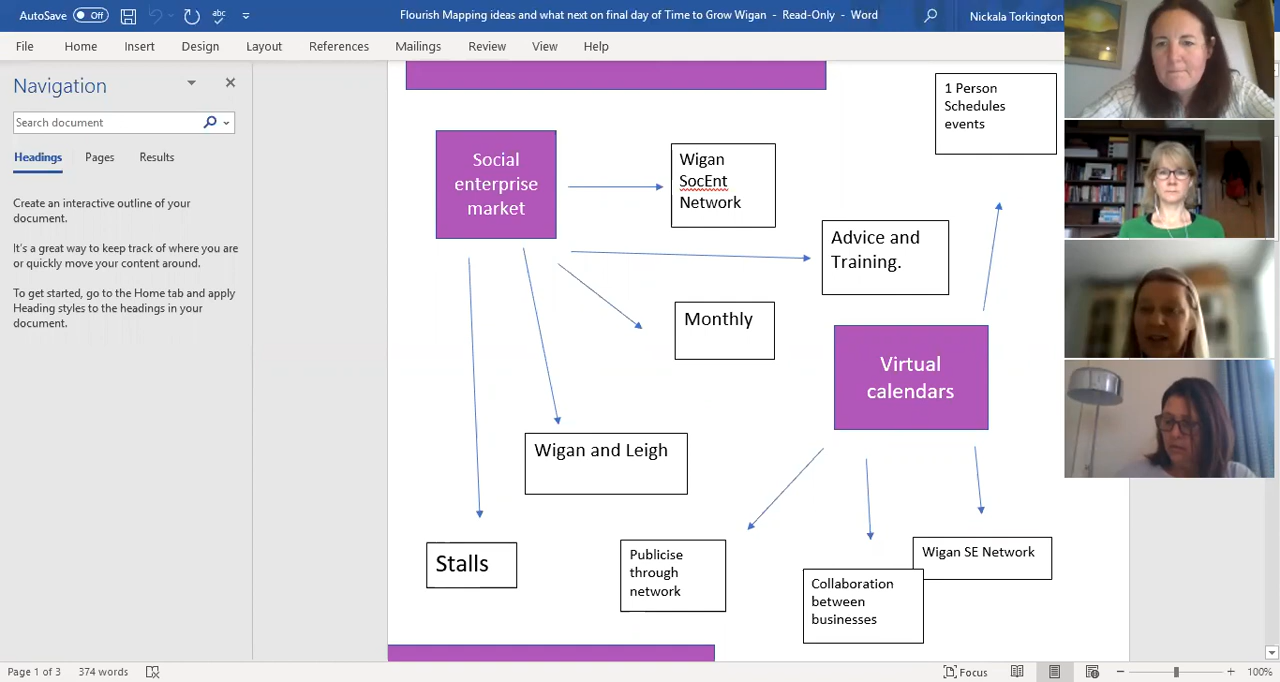 AutoSave Off
Flourish Mapping ideas and what next on final day of Time to Grow Wigan - Read-Only - Word
Nickala Torkington
File Home Insert Design Layout References Mailings Review View Help
Navigation
Search document
Headings Pages Results
Create an interactive outline of your
document.
It's a great way to keep track of where you are
or quickly move your content around.
To get started, go to the Home tab and apply
Heading styles to the headings in your
document.
1 Person
Schedules
events
Social
enterprise
market
Wigan
SocEnt
Network
Advice and
Training.
Monthly
Virtual
calendars
Wigan and Leigh
Stalls
Publicise
through
network
Collaboration
between
businesses
Wigan SE Network
Page 1 of 3 374 words
Focus
100%